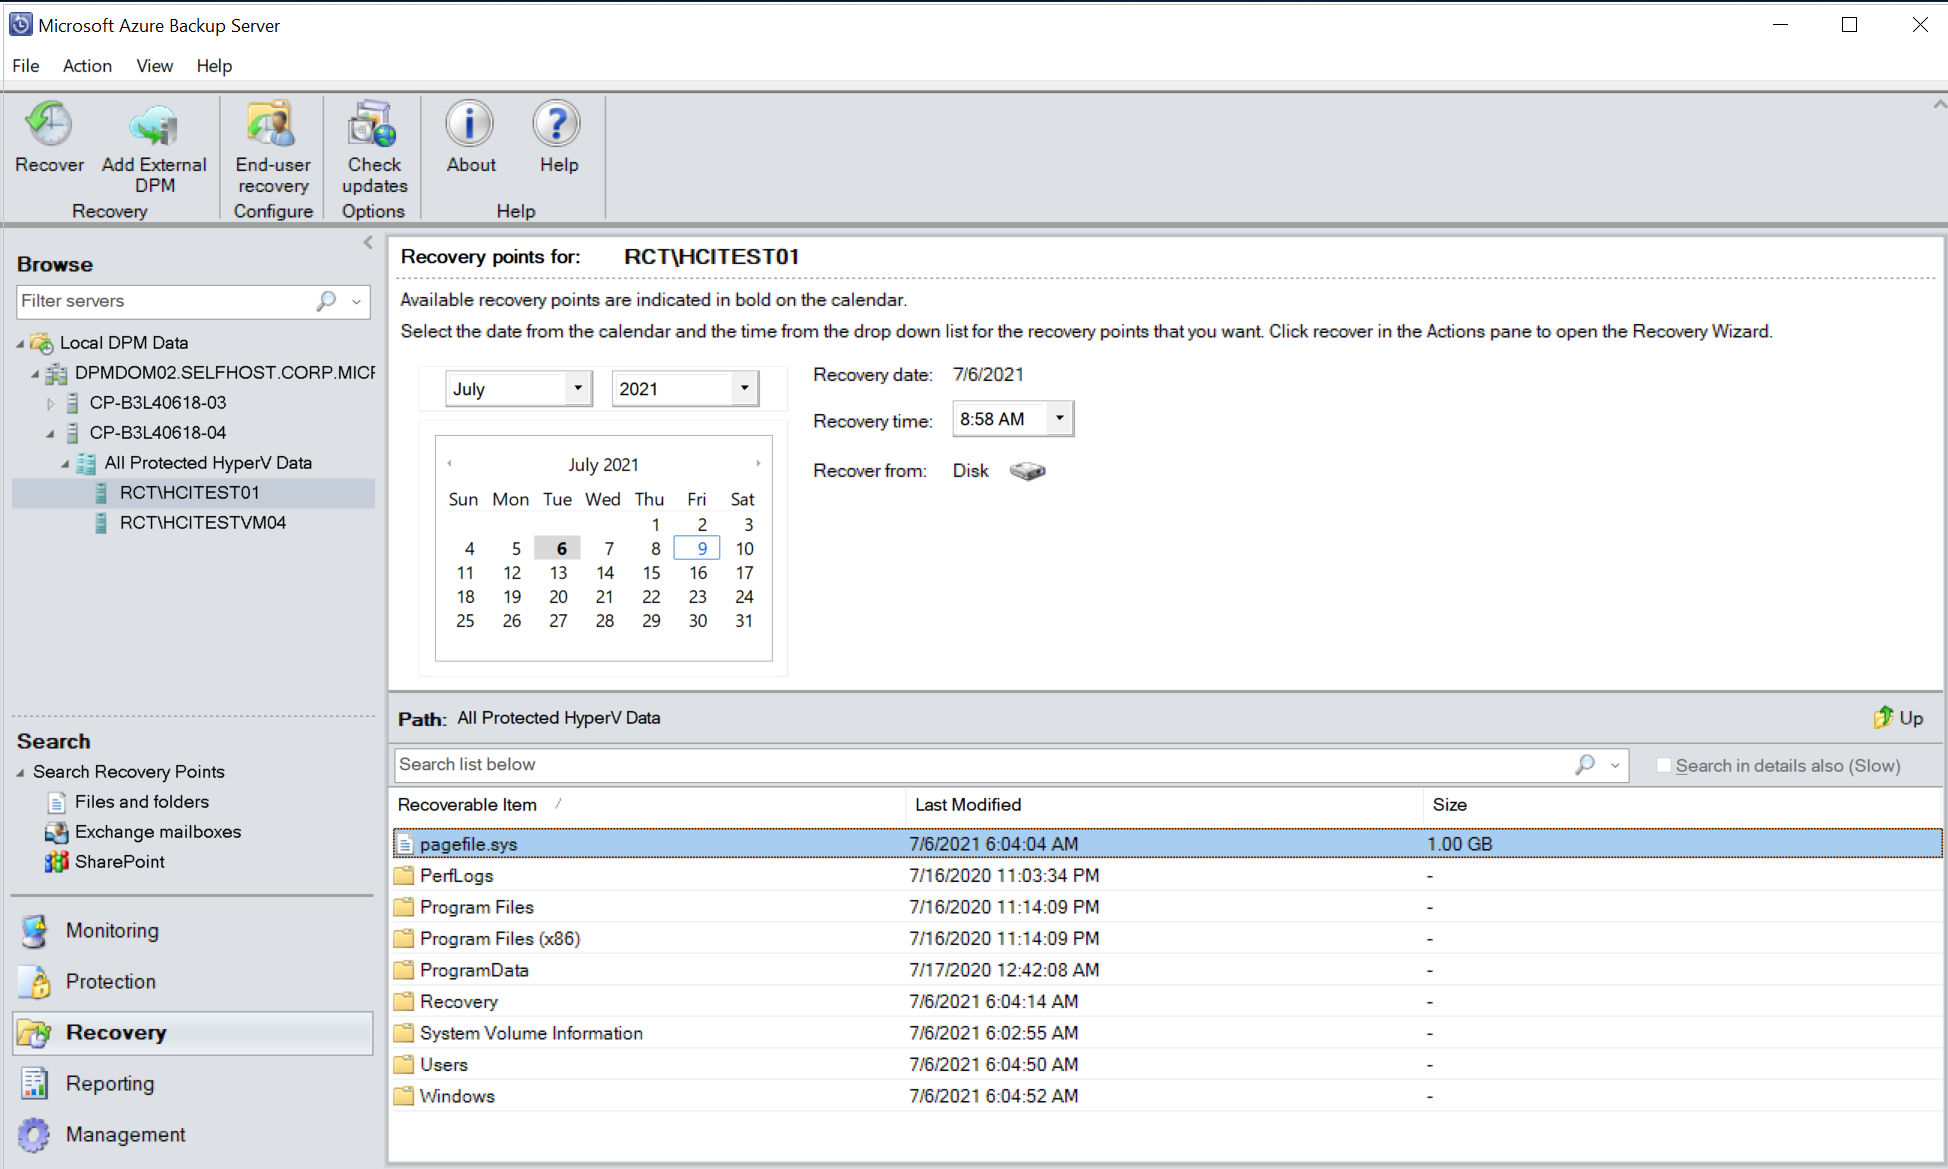 Microsoft Azure Backup Server
File Action View Help
Recover
Add External DPM
Recovery
End-user recovery
Configure
Check updates
Options
About
Help
Help
Browse
Filter servers
Local DPM Data
DPMDOM02.SELFHOST.CORP.MICF
CP-B3L40618-03
CP-B3L40618-04
All Protected HyperV Data
RCT\HCITEST01
RCT\HCITESTVM04
Search
Search Recovery Points
Files and folders
Exchange mailboxes
SharePoint
Monitoring
Protection
Recovery
Reporting
Management
Recovery points for: RCT\HCITEST01
Available recovery points are indicated in bold on the calendar.
Select the date from the calendar and the time from the drop down list for the recovery points that you want. Click recover in the Actions pane to open the Recovery Wizard.
July 2021
July 2021
Sun Mon Tue Wed Thu Fri Sat
1 2 3
4 5 6 7 8 9 10
11 12 13 14 15 16 17
18 19 20 21 22 23 24
25 26 27 28 29 30 31
Recovery date: 7/6/2021
Recovery time: 8:58 AM
Recover from: Disk
Path: All Protected HyperV Data
Up
Search list below
Search in details also (Slow)
Recoverable Item / Last Modified Size
pagefile.sys 7/6/2021 6:04:04 AM 1.00 GB
PerfLogs 7/16/2020 11:03:34 PM -
Program Files 7/16/2020 11:14:09 PM -
Program Files (x86) 7/16/2020 11:14:09 PM -
ProgramData 7/17/2020 12:42:08 AM -
Recovery 7/6/2021 6:04:14 AM -
System Volume Information 7/6/2021 6:02:55 AM -
Users 7/6/2021 6:04:50 AM -
Windows 7/6/2021 6:04:52 AM -